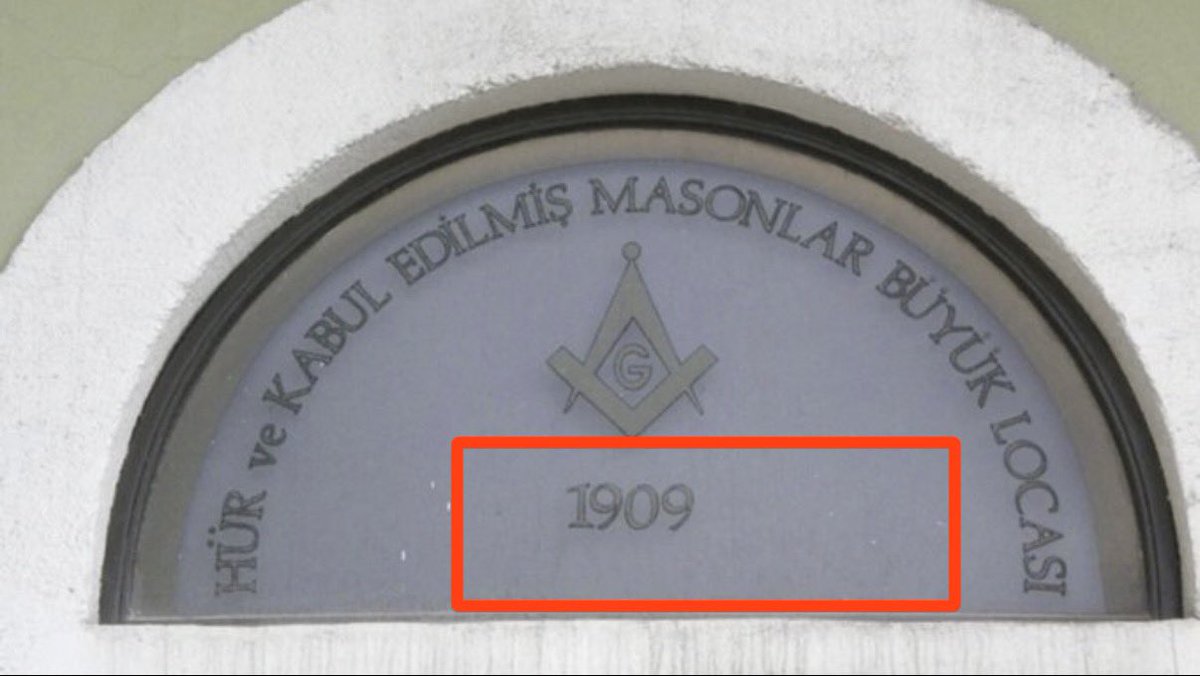 HÜR ve KABUL EDİLMİŞ MASONLAR BÜYÜK LOCASI
G
1909